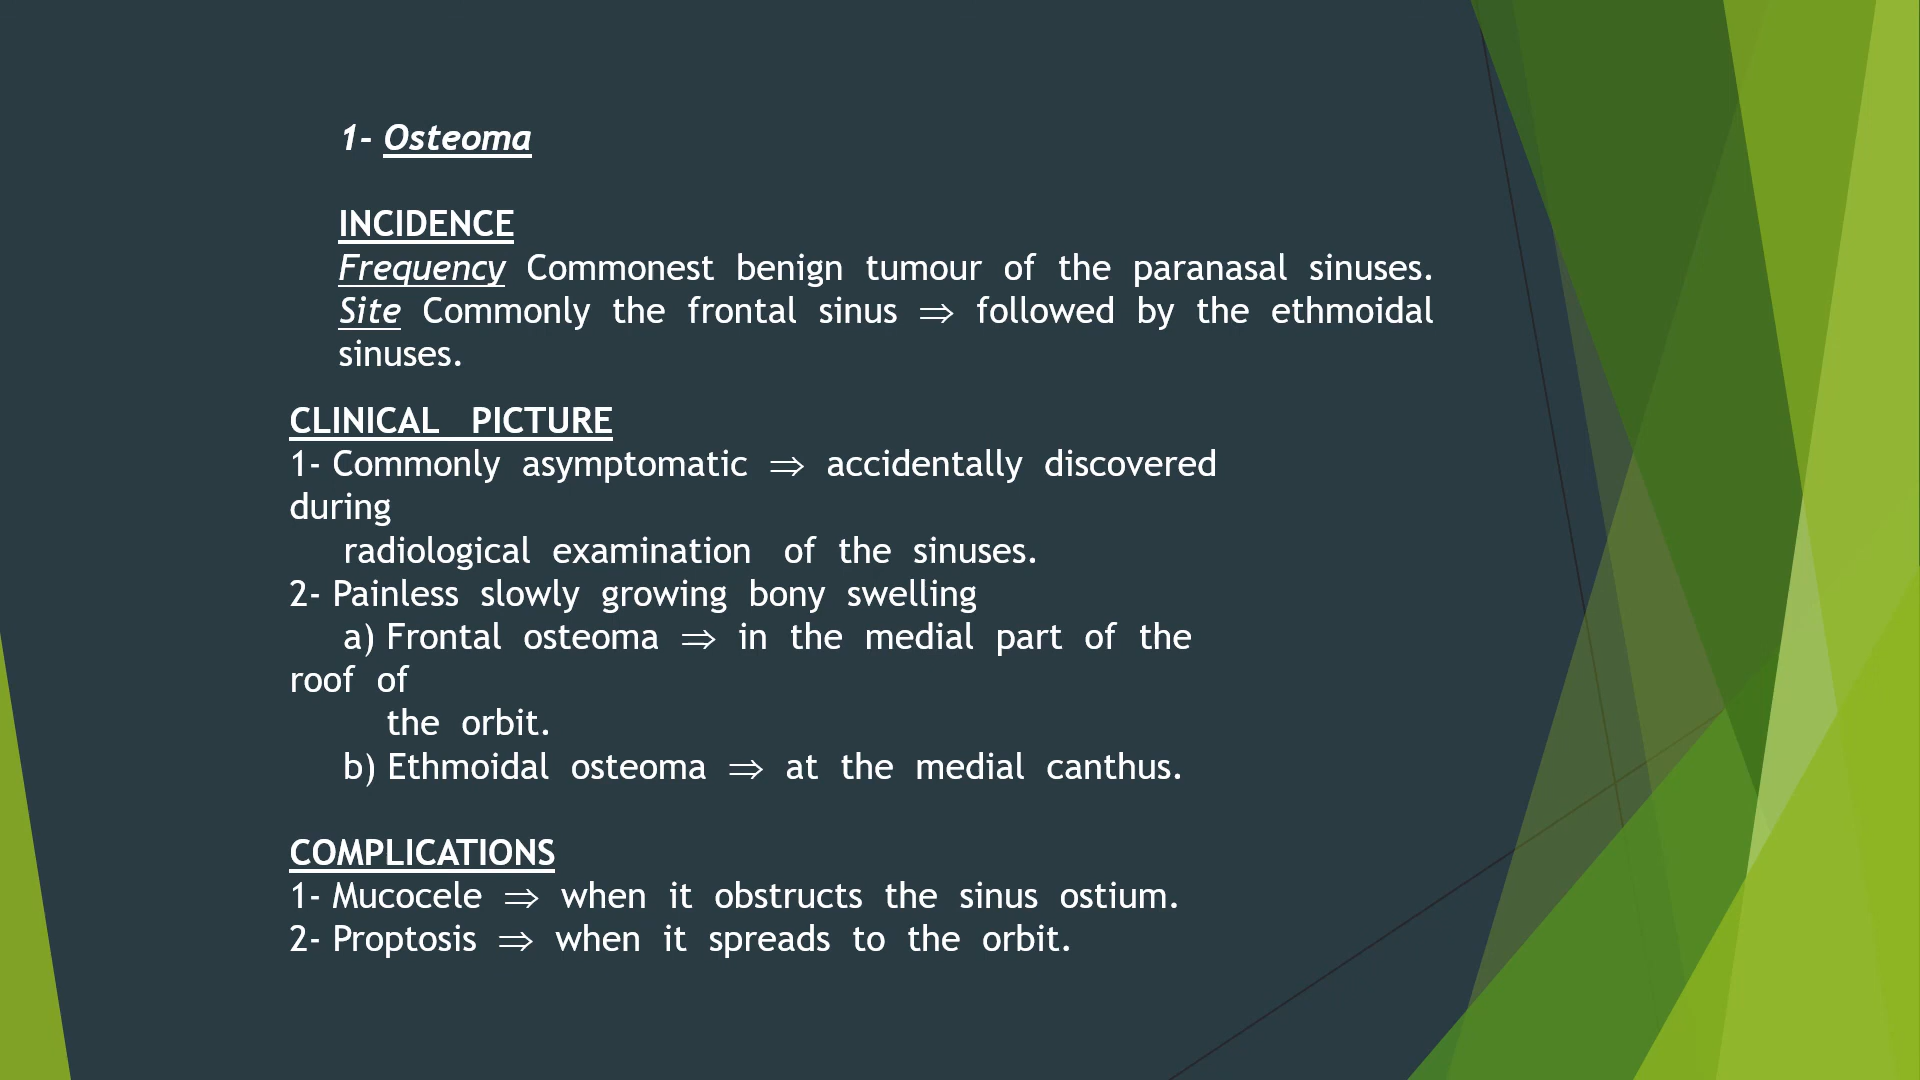 1- Osteoma
INCIDENCE
Frequency Commonest benign tumour of the paranasal sinuses.
Site Commonly the frontal sinus ⇒ followed by the ethmoidal
sinuses.
CLINICAL PICTURE
1- Commonly asymptomatic ⇒ accidentally discovered
during
radiological examination of the sinuses.
2- Painless slowly growing bony swelling
a) Frontal osteoma ⇒ in the medial part of the
roof of
the orbit.
b) Ethmoidal osteoma ⇒ at the medial canthus.
COMPLICATIONS
1- Mucocele ⇒ when it obstructs the sinus ostium.
2- Proptosis ⇒ when it spreads to the orbit.